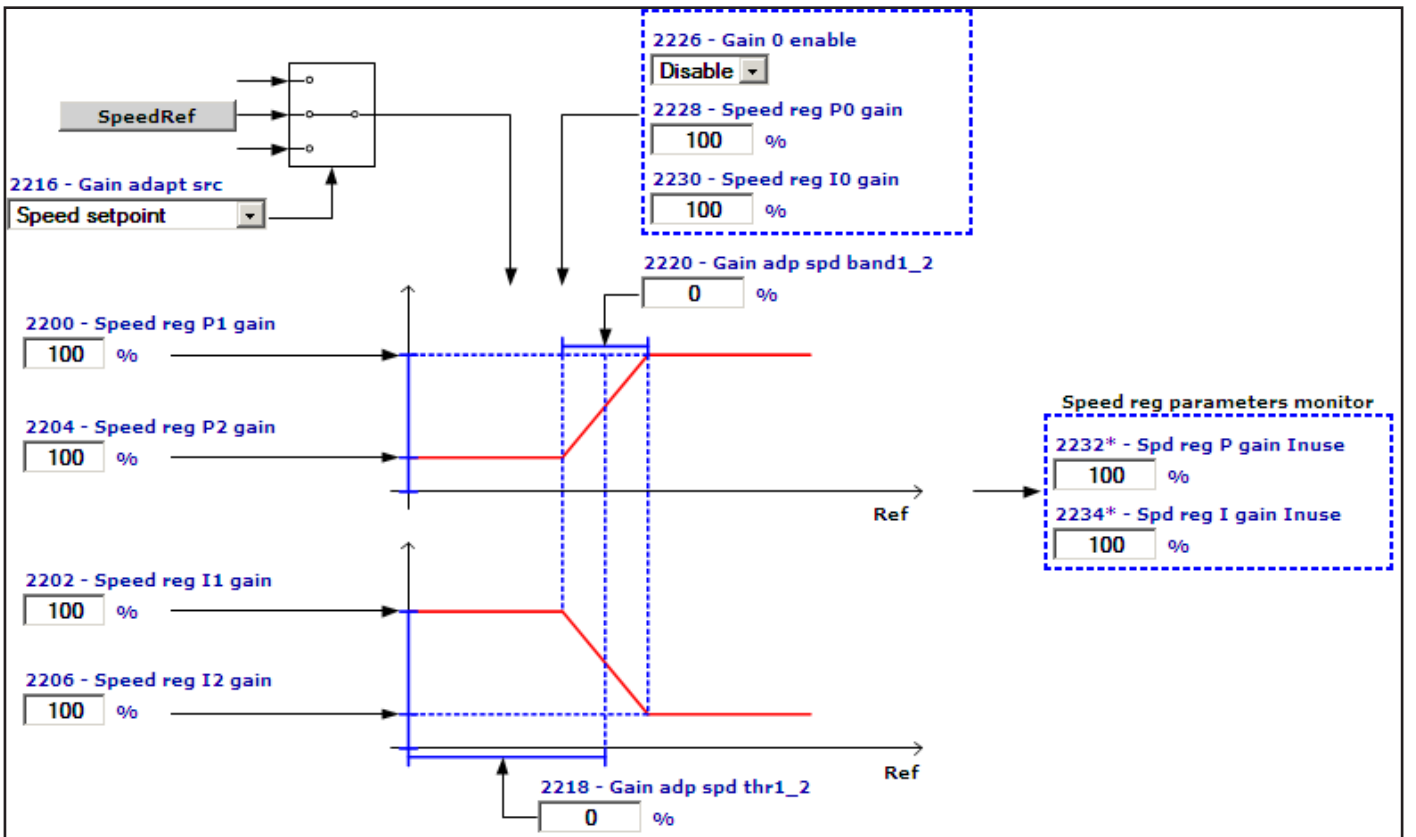 2226 - Gain 0 enable
Disable
2228 - Speed reg P0 gain
100 %
2230 - Speed reg I0 gain
100 %
SpeedRef
2216 - Gain adapt src
Speed setpoint
2220 - Gain adp spd band1_2
0 %
2200 - Speed reg P1 gain
100 %
2204 - Speed reg P2 gain
100 %
Ref
Speed reg parameters monitor
2232* - Spd reg P gain Inuse
100 %
2234* - Spd reg I gain Inuse
100 %
2202 - Speed reg I1 gain
100 %
2206 - Speed reg I2 gain
100 %
Ref
2218 - Gain adp spd thr1_2
0 %